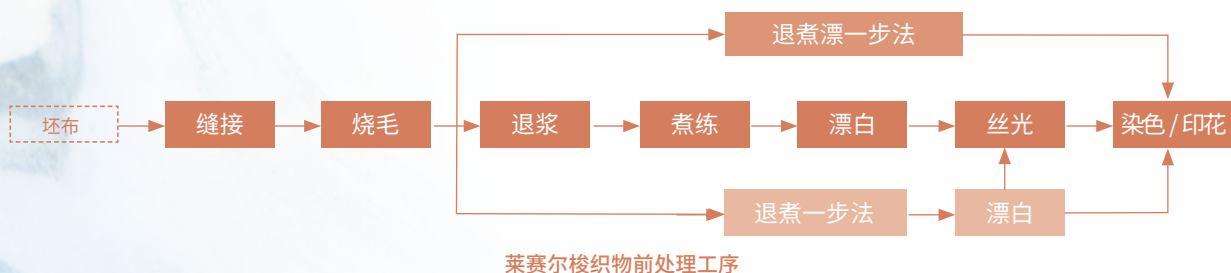 退煮漂一步法
坯布
缝接
烧毛
退浆
煮练
漂白
丝光
染色/印花
退煮一步法
漂白
莱赛尔梭织物前处理工序